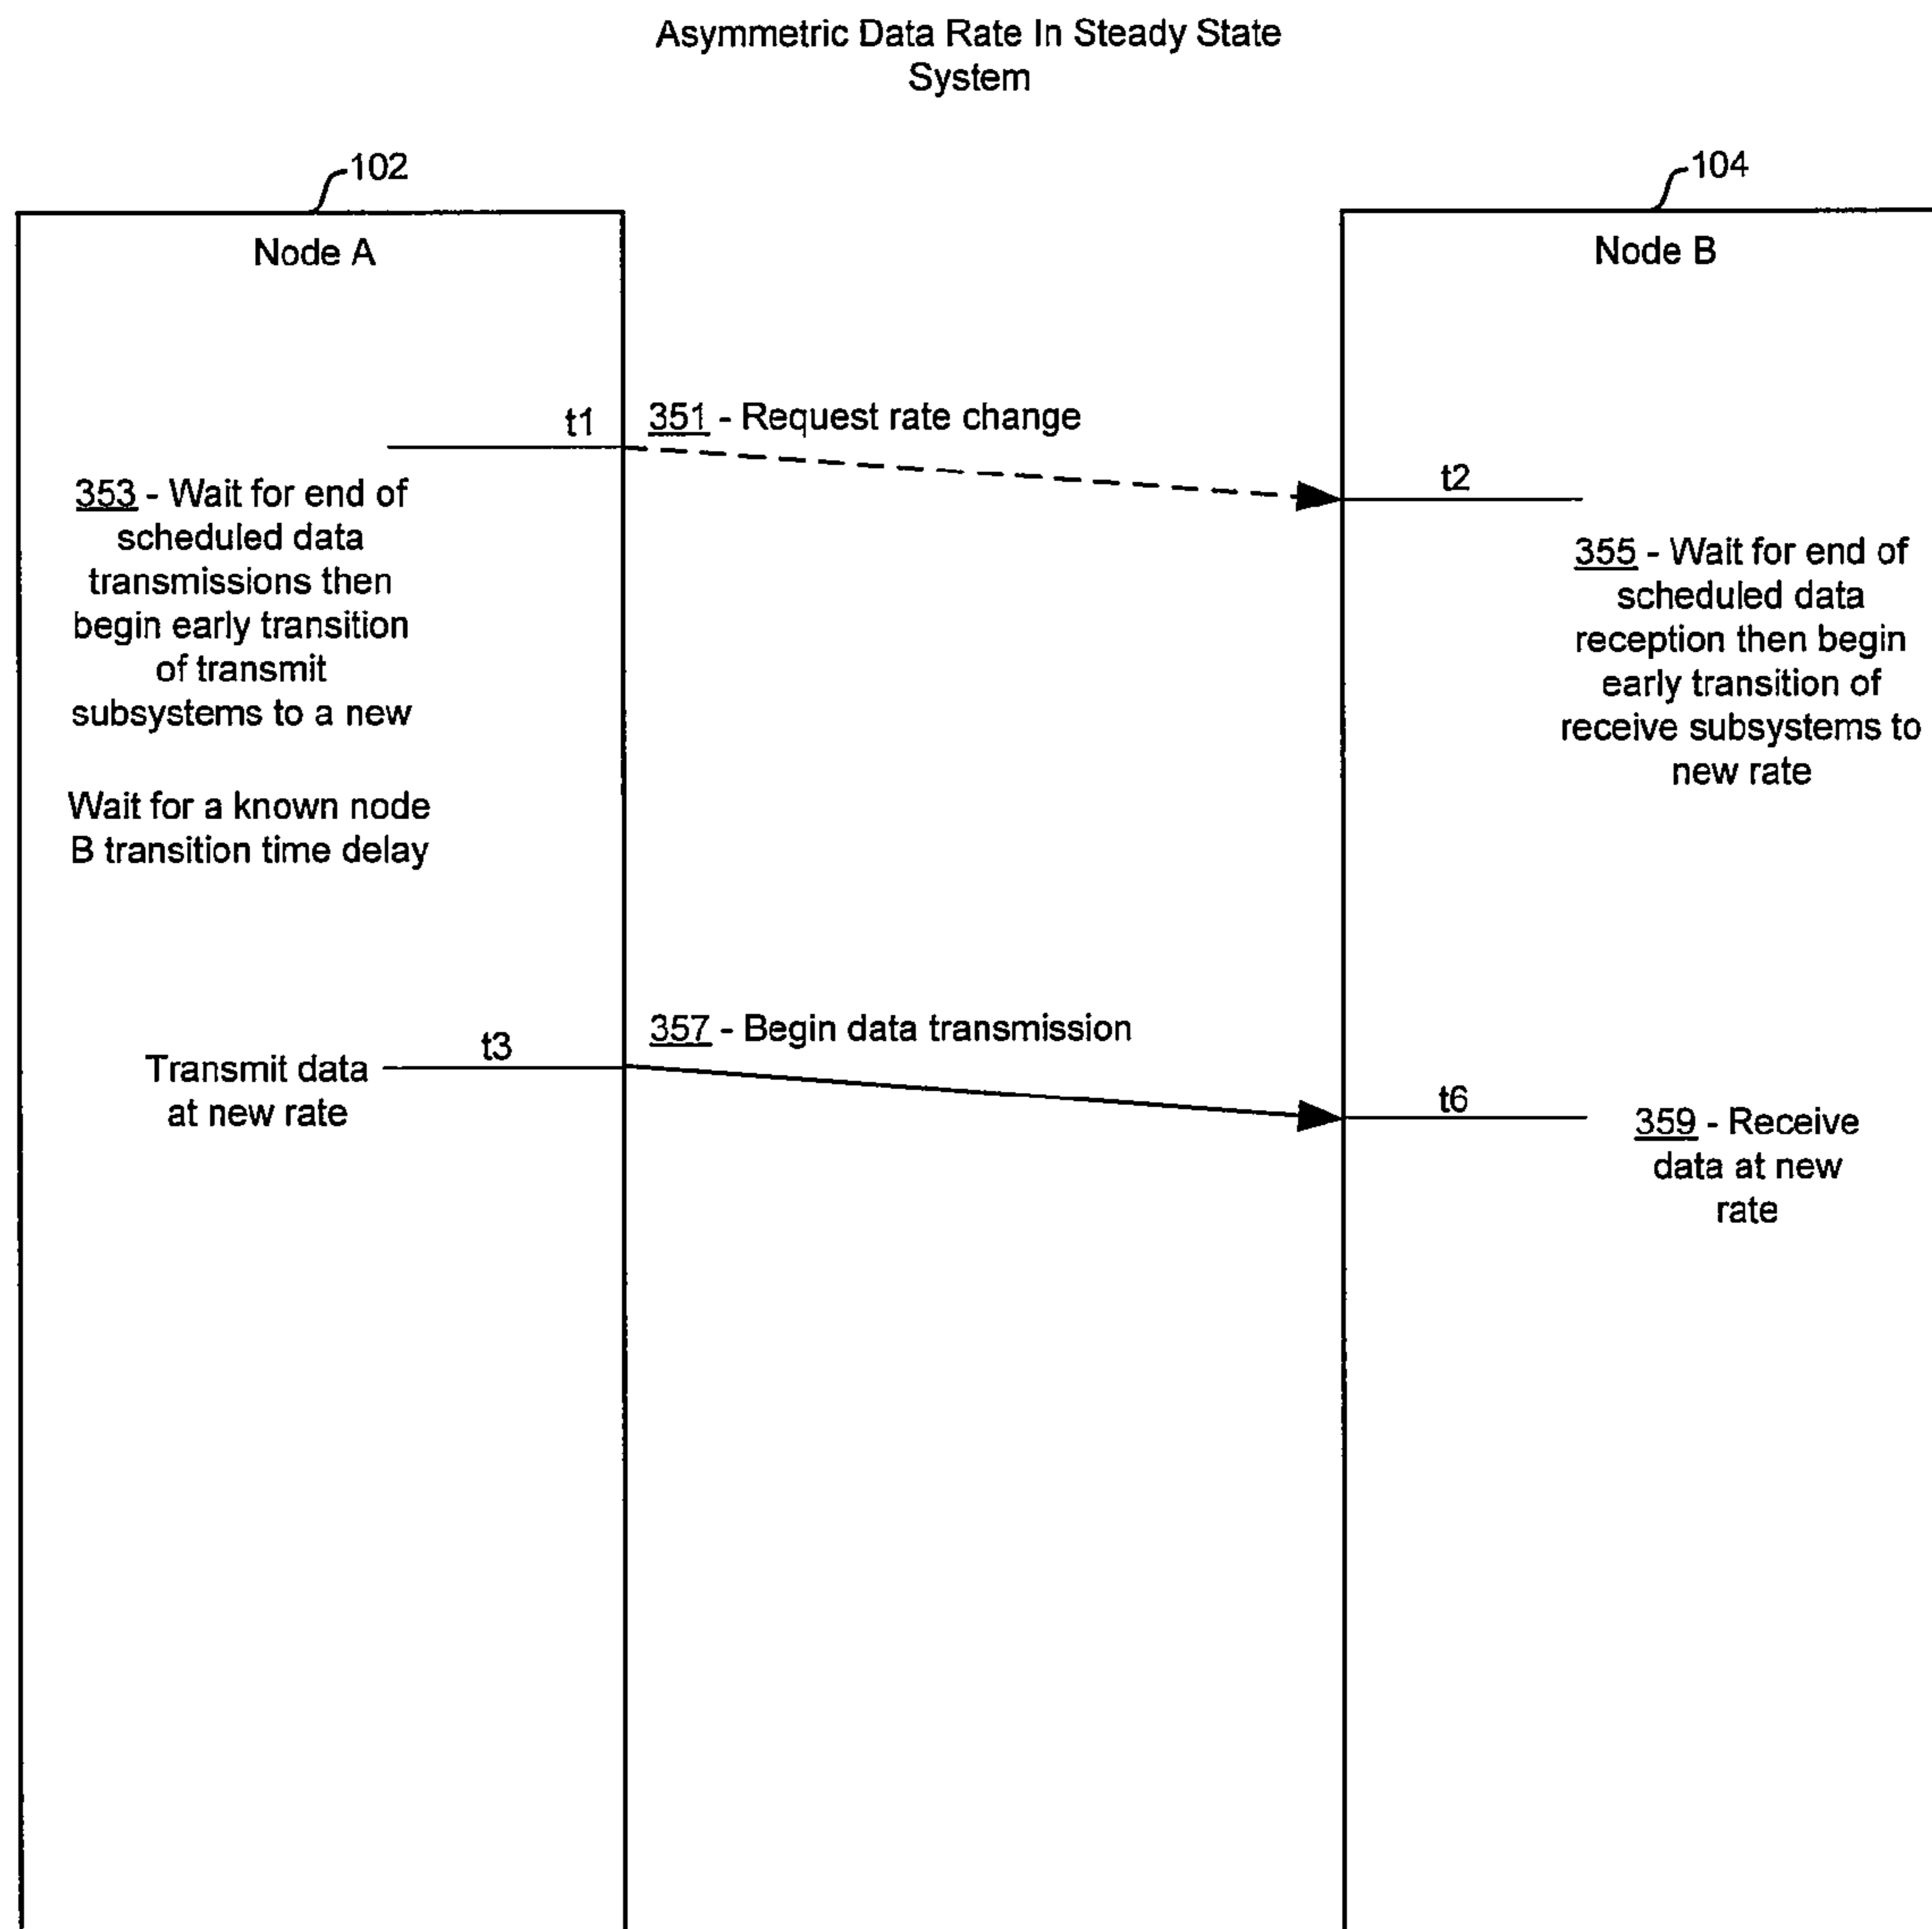 Asymmetric Data Rate In Steady State
System
102
104
Node A
Node B
t1
351 - Request rate change
t2
353 - Wait for end of
scheduled data
transmissions then
begin early transition
of transmit
subsystems to a new
Wait for a known node
B transition time delay
355 - Wait for end of
scheduled data
reception then begin
early transition of
receive subsystems to
new rate
t3
357 - Begin data transmission
Transmit data
at new rate
t6
359 - Receive
data at new
rate